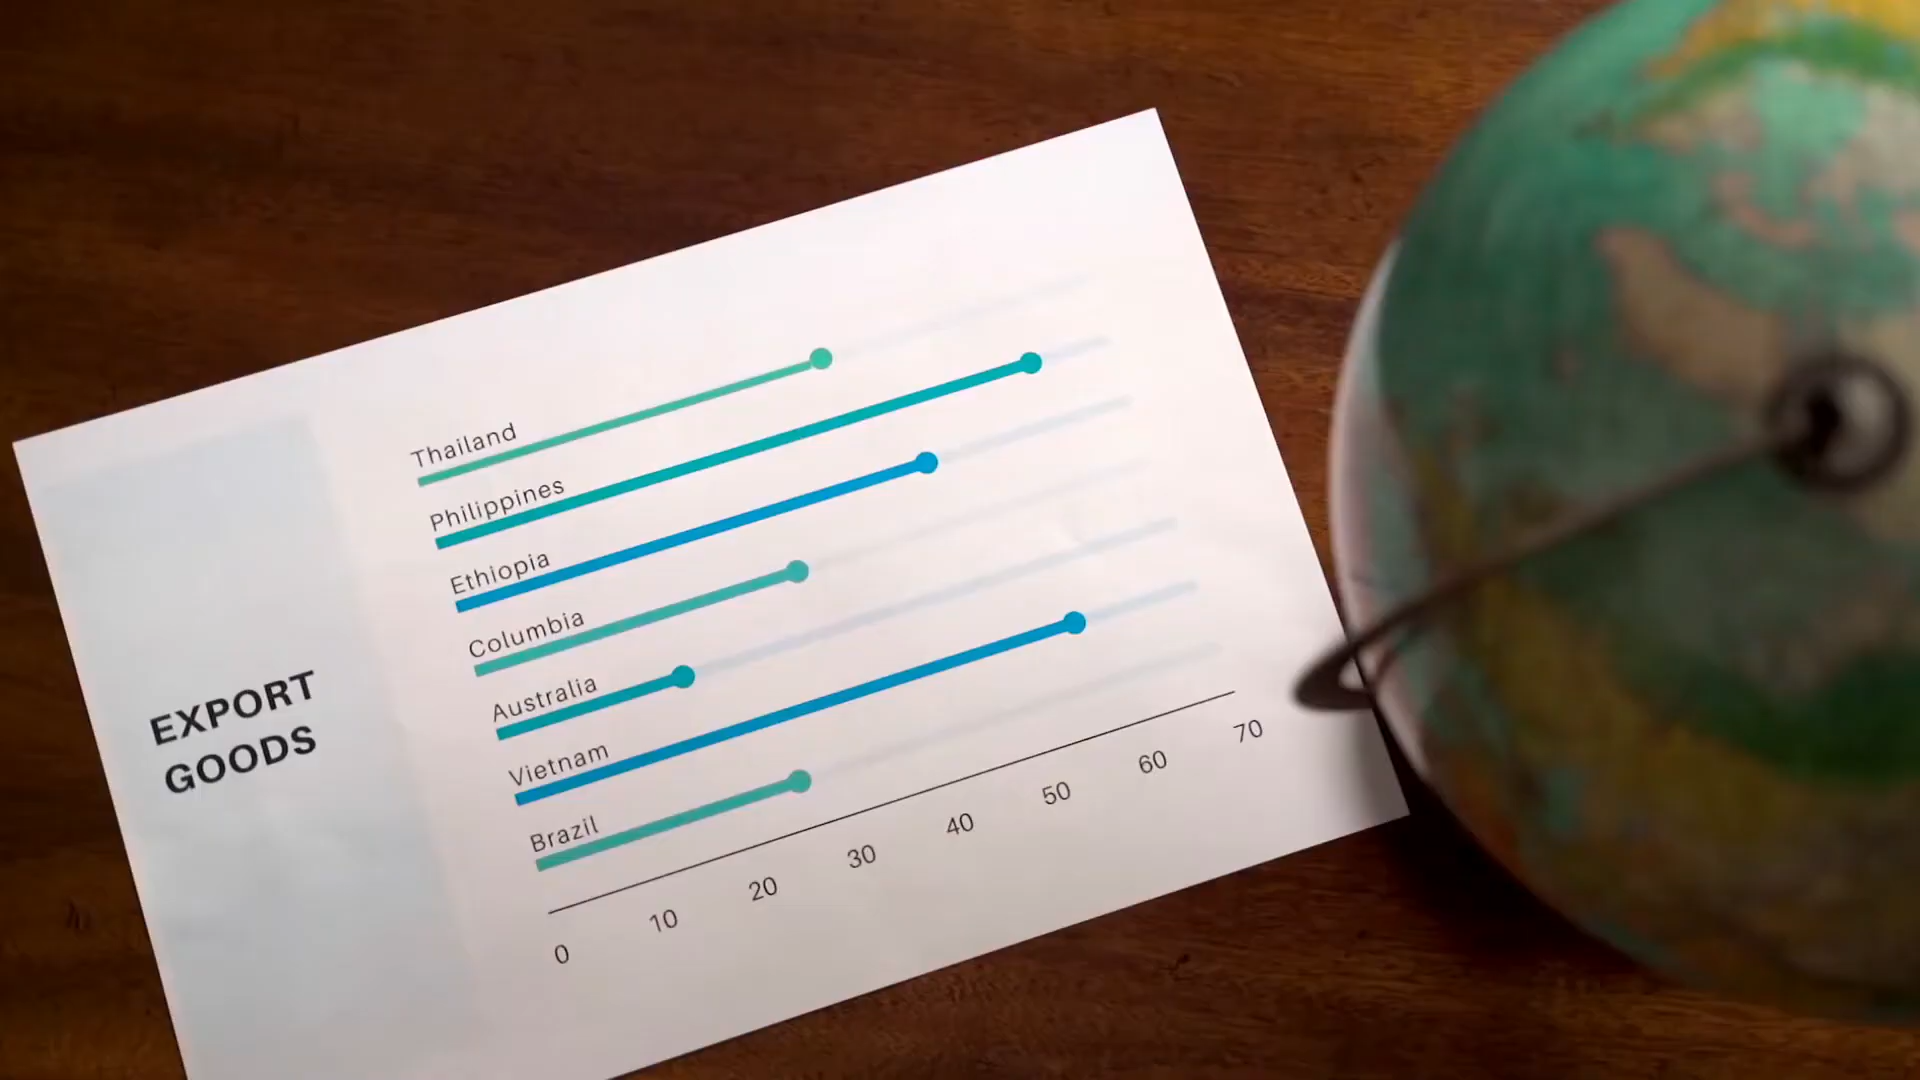 EXPORT
GOODS
Thailand
Philippines
Ethiopia
Columbia
Australia
Vietnam
Brazil
0 10 20 30 40 50 60 70